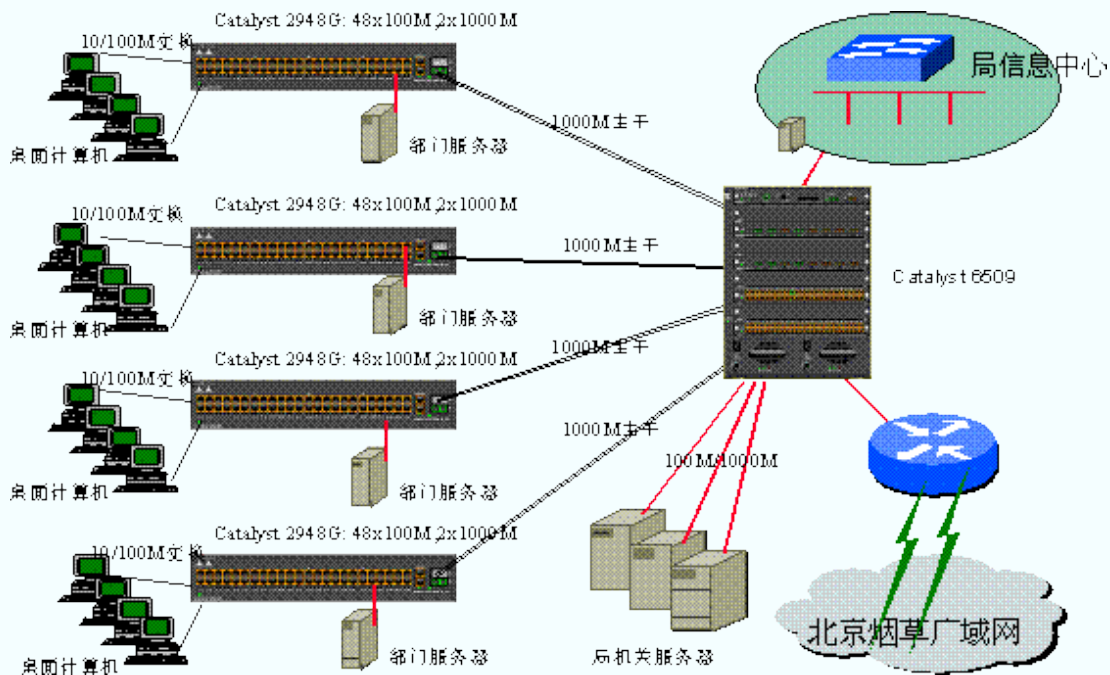 Catalyst 2948G: 48x100M,2x1000M
10/100M交换
部门服务器
桌面计算机
1000M主干
局信息中心
Catalyst 2948G: 48x100M,2x1000M
10/100M交换
部门服务器
桌面计算机
1000M主干
Catalyst 6509
Catalyst 2948G: 48x100M,2x1000M
10/100M交换
部门服务器
桌面计算机
1000M主干
Catalyst 2948G: 48x100M,2x1000M
10/100M交换
部门服务器
桌面计算机
1000M主干
100M/1000M
局机关服务器
北京烟草广域网